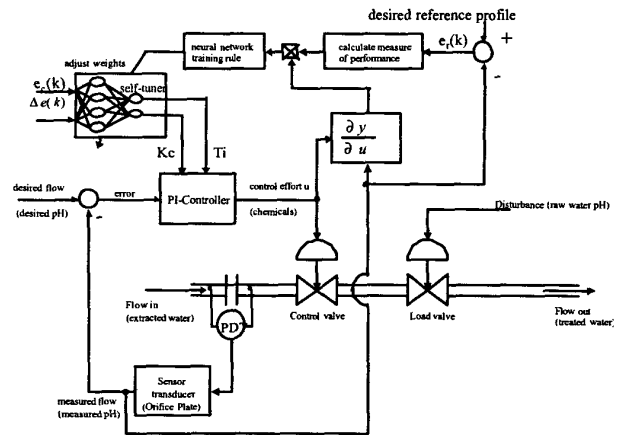 desired reference profile
adjust weights
neural network
training rule
calculate measure
of performance
e_r(k)
+
-
e_r(k)
Δe(k)
self-tuner
∂y
∂u
Kc
Ti
desired flow
(desired pH)
error
-
PI-Controller
control effort u
(chemicals)
Disturbance (raw water pH)
Flow in
(extracted water)
PD
Control valve
Load valve
Flow out
(treated water)
measured flow
(measured pH)
Sensor
transducer
(Orifice Plate)